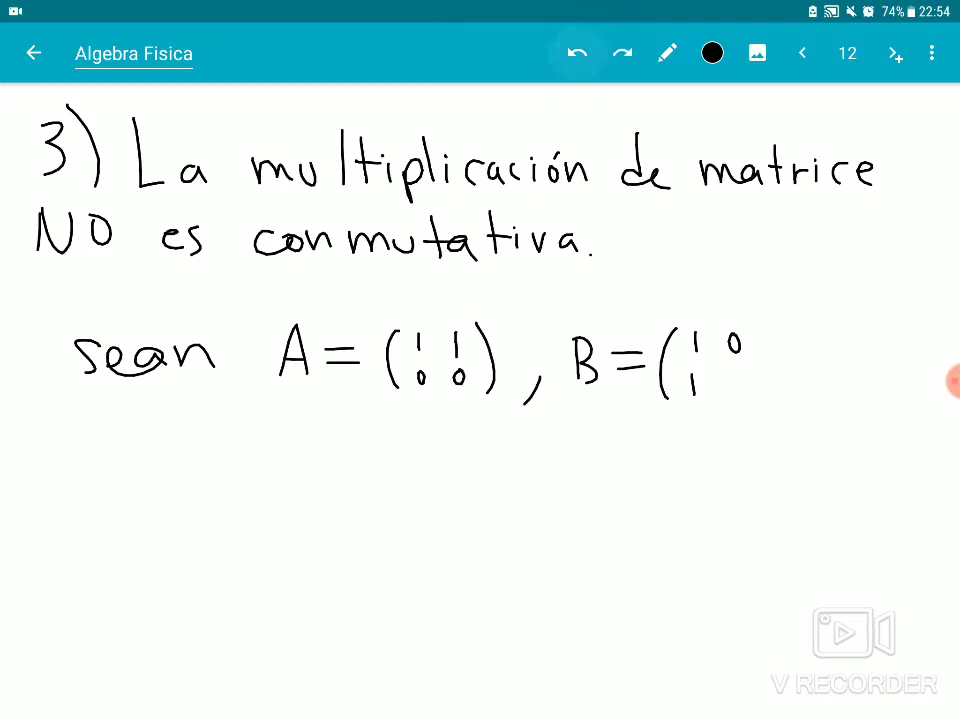 74% 22:54
Algebra Fisica 12
3) La multiplicación de matrice
NO es conmutativa.
sean A = ( 1 1 ) , B = ( 1 0
0 0 1
V RECORDER